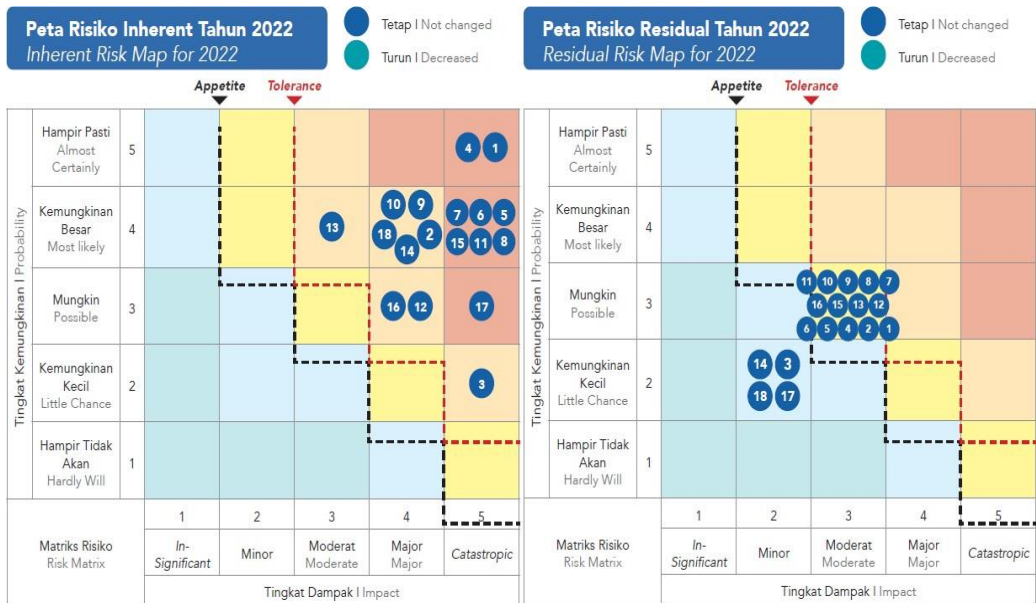 Peta Risiko Inherent Tahun 2022
Inherent Risk Map for 2022
Tetap | Not changed
Turun | Decreased
Appetite
Tolerance
Tingkat Kemungkinan | Probability
Hampir Pasti
Almost
Certainly
5
4 1
Kemungkinan
Besar
Most likely
4
13
10 9
18 2
14
7 6 5
15 11 8
Mungkin
Possible
3
16 12
17
Kemungkinan
Kecil
Little Chance
2
3
Hampir Tidak
Akan
Hardly Will
1
Matriks Risiko
Risk Matrix
1 2 3 4 5
In-
Significant
Minor
Moderat
Moderate
Major
Major
Catastropic
Tingkat Dampak | Impact
Peta Risiko Residual Tahun 2022
Residual Risk Map for 2022
Tetap | Not changed
Turun | Decreased
Appetite
Tolerance
Tingkat Kemungkinan | Probability
Hampir Pasti
Almost
Certainly
5
Kemungkinan
Besar
Most likely
4
Mungkin
Possible
3
11 10 9 8 7
16 15 13 12
6 5 4 2 1
Kemungkinan
Kecil
Little Chance
2
14 3
18 17
Hampir Tidak
Akan
Hardly Will
1
Matriks Risiko
Risk Matrix
1 2 3 4 5
In-
Significant
Minor
Moderat
Moderate
Major
Major
Catastropic
Tingkat Dampak | Impact